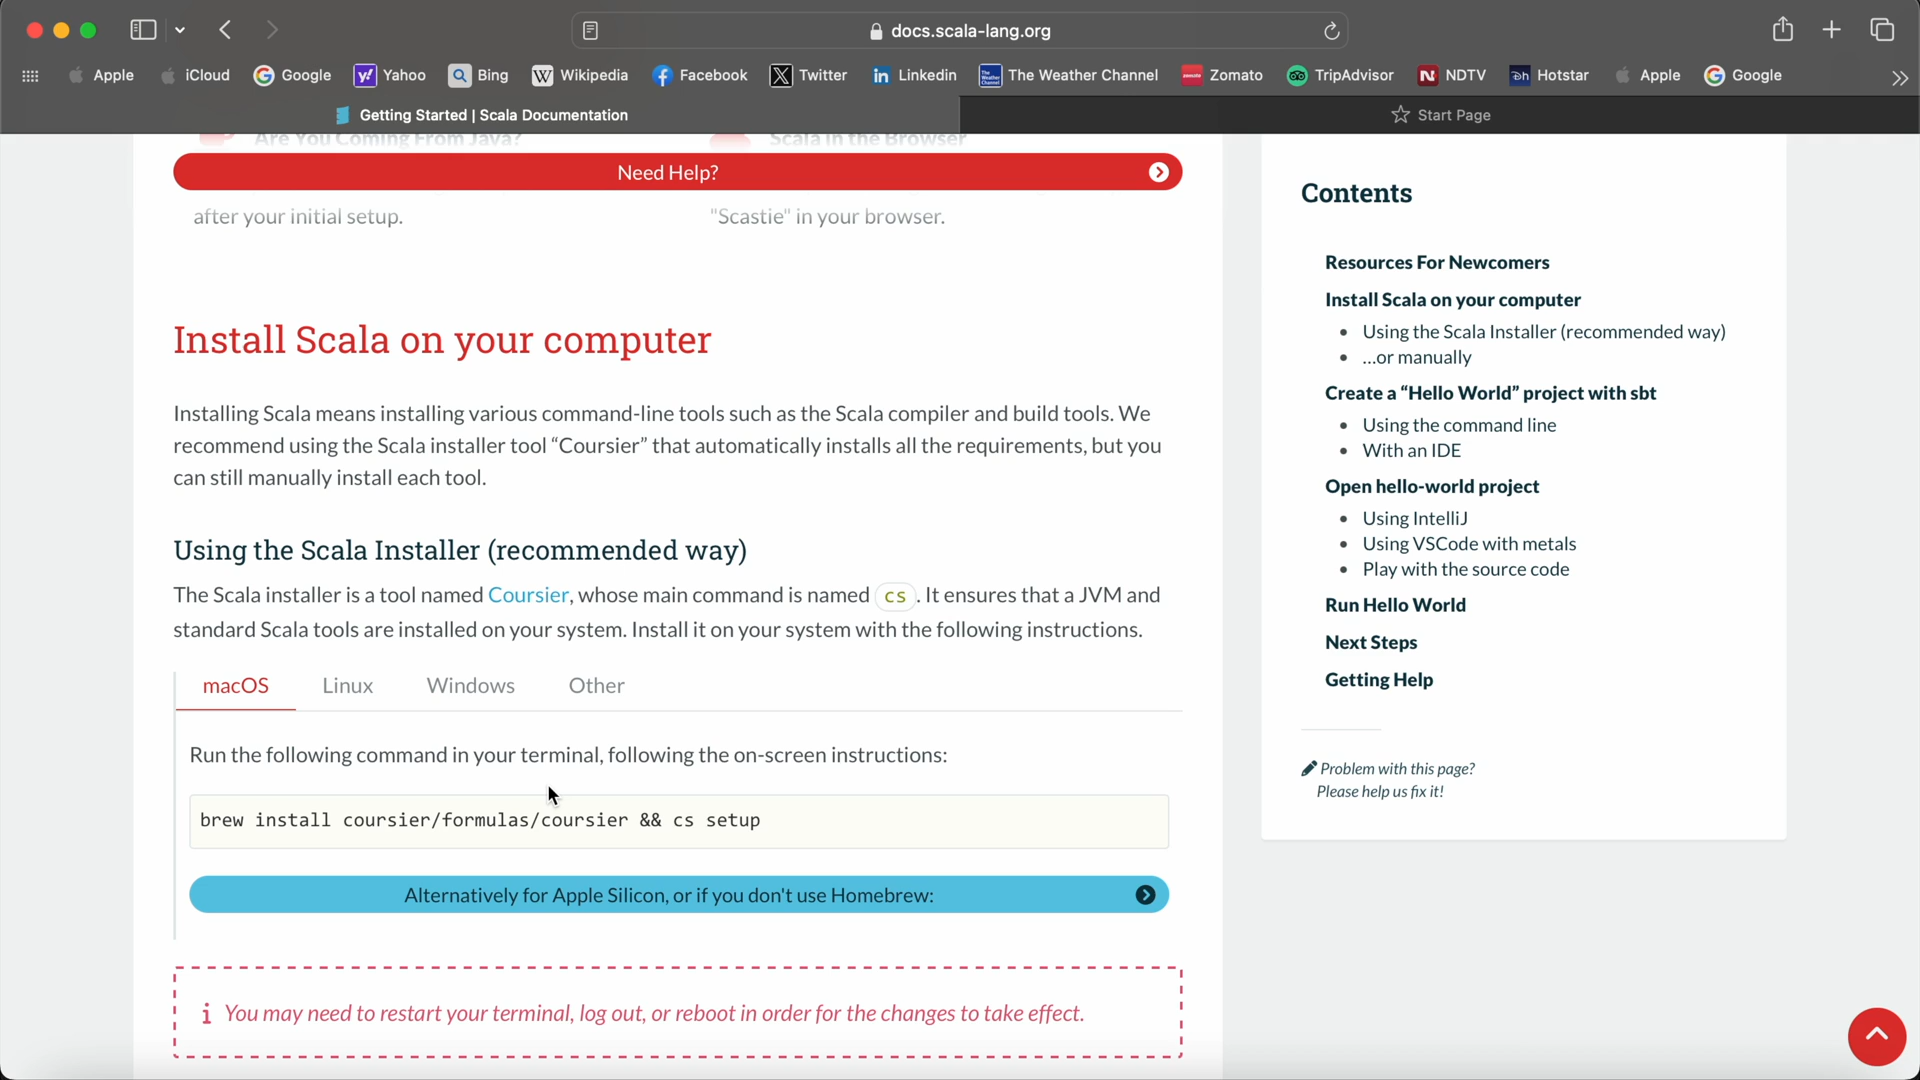 docs.scala-lang.org
Apple iCloud Google Yahoo Bing Wikipedia Facebook Twitter Linkedin The Weather Channel Zomato TripAdvisor NDTV Hotstar Apple Google
Getting Started | Scala Documentation
Start Page
Are You Coming From Java?
Scala in the Browser
Need Help?
after your initial setup.
"Scastie" in your browser.
Install Scala on your computer
Installing Scala means installing various command-line tools such as the Scala compiler and build tools. We
recommend using the Scala installer tool “Coursier” that automatically installs all the requirements, but you
can still manually install each tool.
Using the Scala Installer (recommended way)
The Scala installer is a tool named Coursier, whose main command is named cs . It ensures that a JVM and
standard Scala tools are installed on your system. Install it on your system with the following instructions.
macOS Linux Windows Other
Run the following command in your terminal, following the on-screen instructions:
brew install coursier/formulas/coursier && cs setup
Alternatively for Apple Silicon, or if you don't use Homebrew:
i You may need to restart your terminal, log out, or reboot in order for the changes to take effect.
Contents
Resources For Newcomers
Install Scala on your computer
Using the Scala Installer (recommended way)
...or manually
Create a “Hello World” project with sbt
Using the command line
With an IDE
Open hello-world project
Using IntelliJ
Using VSCode with metals
Play with the source code
Run Hello World
Next Steps
Getting Help
Problem with this page?
Please help us fix it!